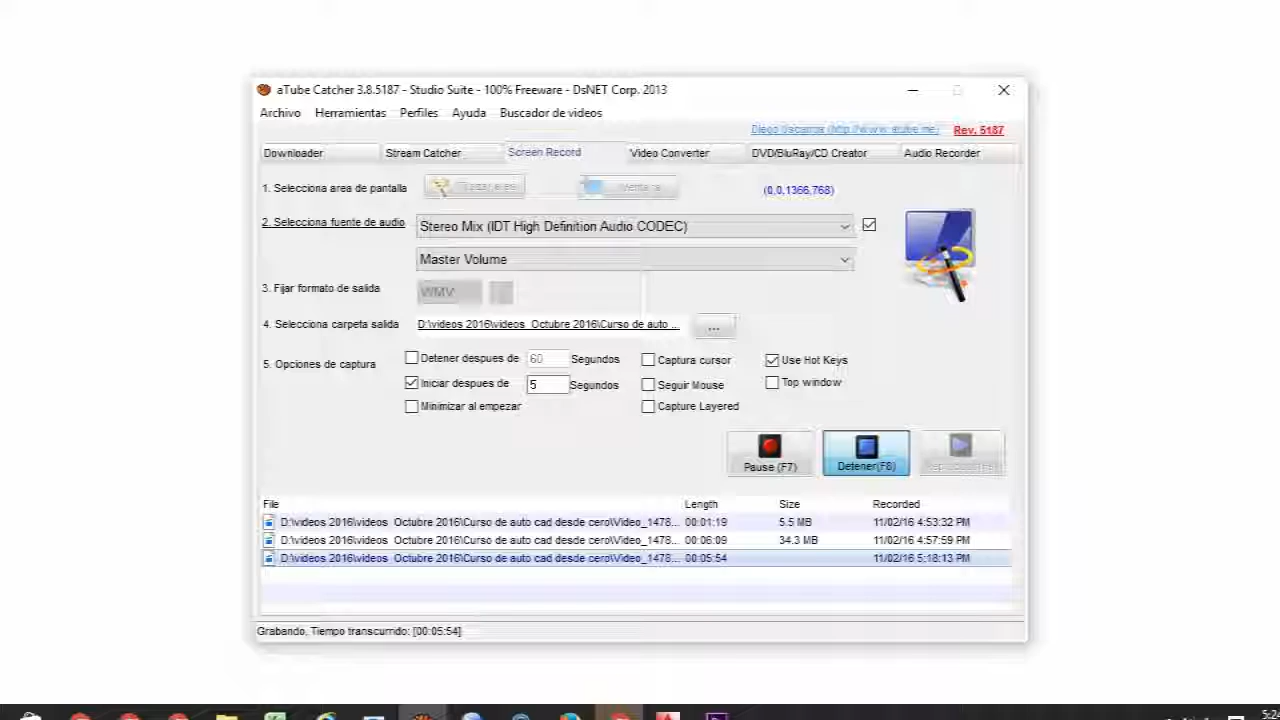 aTube Catcher 3.8.5187 - Studio Suite - 100% Freeware - DsNET Corp. 2013
Archivo Herramientas Perfiles Ayuda Buscador de videos
Rev. 5187
Downloader Stream Catcher Screen Record Video Converter DVD/BluRay/CD Creator Audio Recorder
1. Selecciona area de pantalla (0,0,1366,768)
2. Selecciona fuente de audio Stereo Mix (IDT High Definition Audio CODEC)
Master Volume
3. Fijar formato de salida WMV
4. Selecciona carpeta salida D:\videos 2016\videos Octubre 2016\Curso de auto ... ...
5. Opciones de captura Detener despues de 60 Segundos Captura cursor Use Hot Keys
Iniciar despues de 5 Segundos Seguir Mouse Top window
Minimizar al empezar Capture Layered
Pause (F7) Detener(F8)
File Length Size Recorded
D:\videos 2016\videos Octubre 2016\Curso de auto cad desde cero\Video_1478... 00:01:19 5.5 MB 11/02/16 4:53:32 PM
D:\videos 2016\videos Octubre 2016\Curso de auto cad desde cero\Video_1478... 00:06:09 34.3 MB 11/02/16 4:57:59 PM
D:\videos 2016\videos Octubre 2016\Curso de auto cad desde cero\Video_1478... 00:05:54 11/02/16 5:18:13 PM
Grabando, Tiempo transcurrido: [00:05:54]